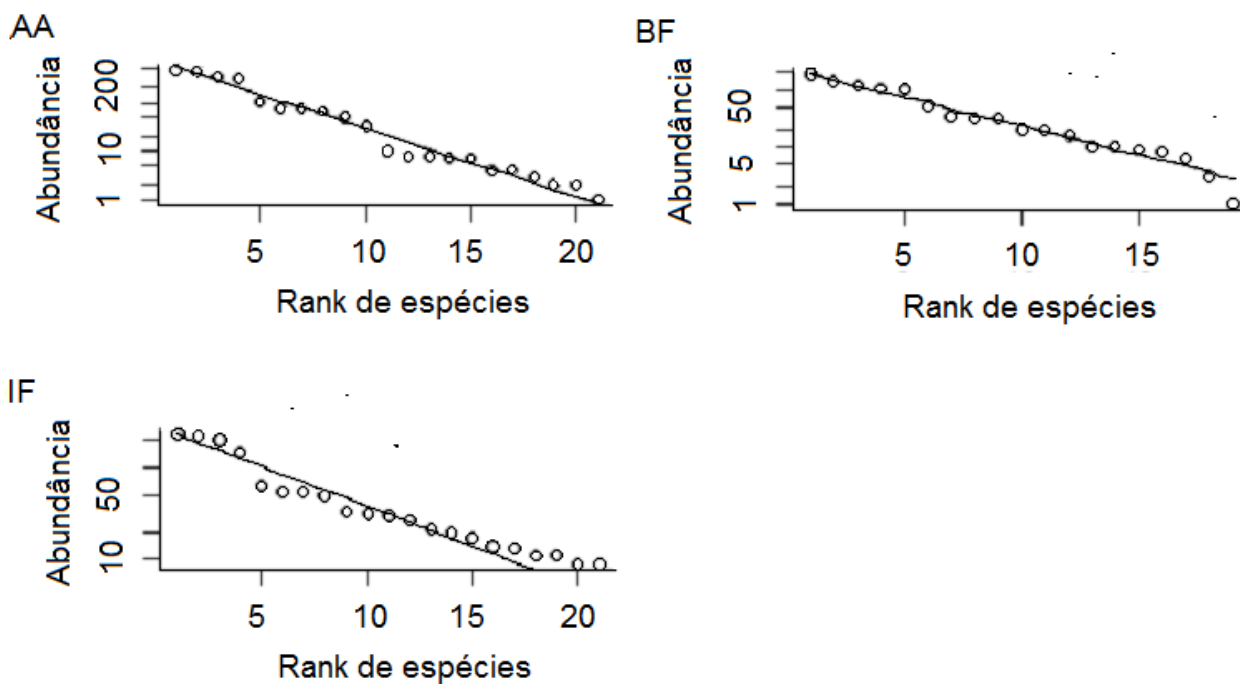 AA
Abundância
200
10
1
5 10 15 20
Rank de espécies
BF
Abundância
50
5
1
5 10 15
Rank de espécies
IF
Abundância
50
10
5 10 15 20
Rank de espécies